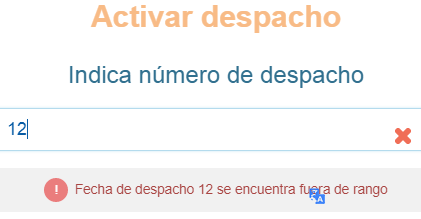 Activar despacho
Indica número de despacho
12
Fecha de despacho 12 se encuentra fuera de rango